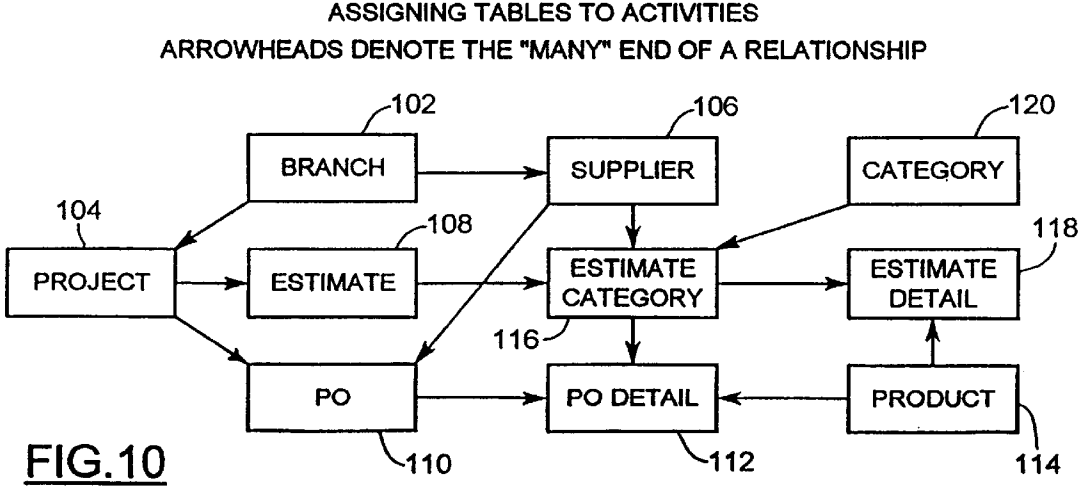 ASSIGNING TABLES TO ACTIVITIES
ARROWHEADS DENOTE THE "MANY" END OF A RELATIONSHIP
102
106
120
BRANCH
SUPPLIER
CATEGORY
104
108
118
PROJECT
ESTIMATE
ESTIMATE
CATEGORY
ESTIMATE
DETAIL
116
PO
PO DETAIL
PRODUCT
FIG.10
110
112
114